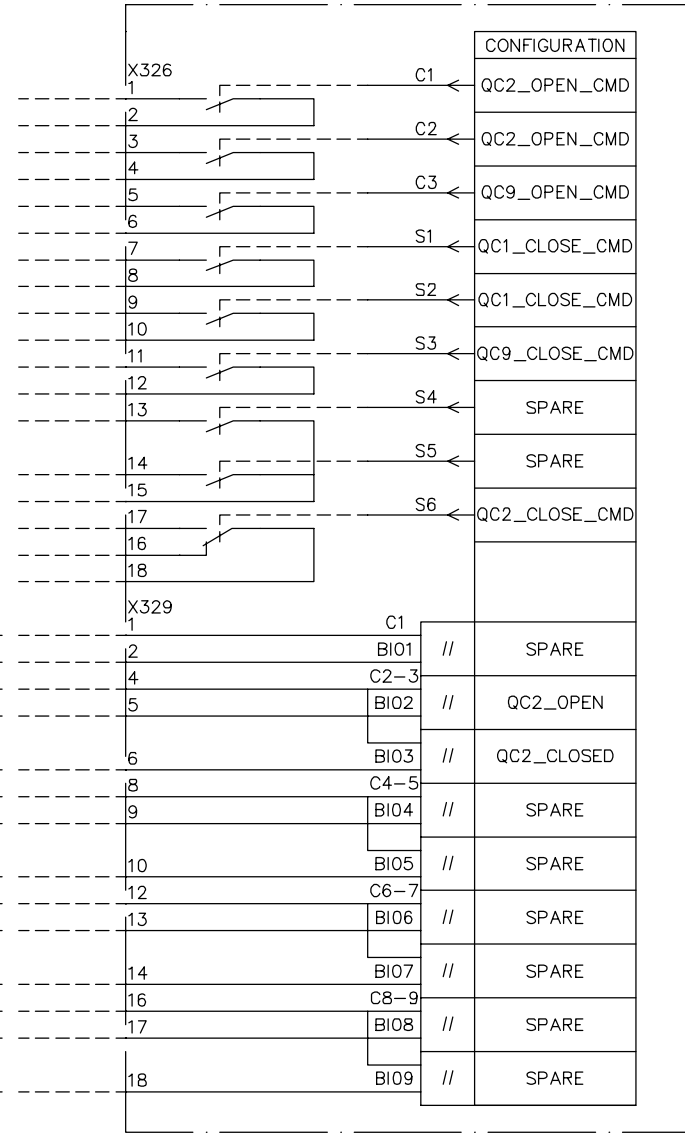 CONFIGURATION
X326
1 C1 QC2_OPEN_CMD
2
3 C2 QC2_OPEN_CMD
4
5 C3 QC9_OPEN_CMD
6
7 S1 QC1_CLOSE_CMD
8
9 S2 QC1_CLOSE_CMD
10
11 S3 QC9_CLOSE_CMD
12
13 S4 SPARE
14 S5 SPARE
15
17 S6 QC2_CLOSE_CMD
16
18
X329
1 C1
2 BI01 // SPARE
4 C2-3
5 BI02 // QC2_OPEN
6 BI03 // QC2_CLOSED
8 C4-5
9 BI04 // SPARE
10 BI05 // SPARE
12 C6-7
13 BI06 // SPARE
14 BI07 // SPARE
16 C8-9
17 BI08 // SPARE
18 BI09 // SPARE